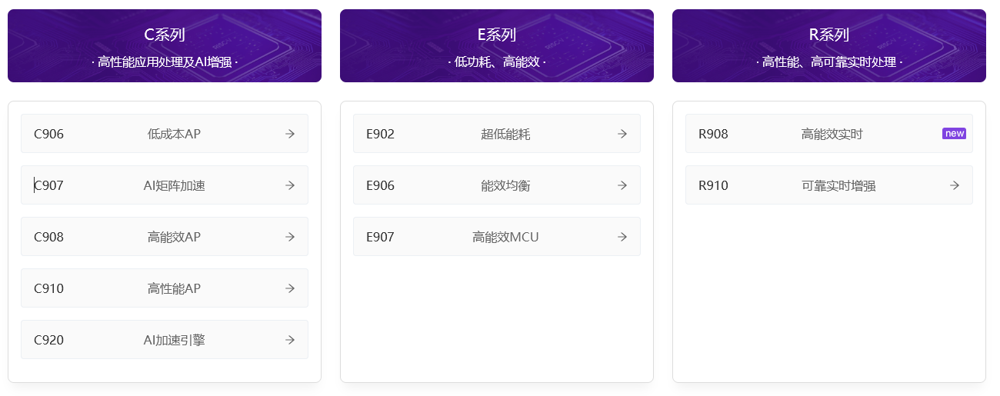 C系列
· 高性能应用处理及AI增强 ·
C906 低成本AP
C907 AI矩阵加速
C908 高能效AP
C910 高性能AP
C920 AI加速引擎
E系列
· 低功耗、高能效 ·
E902 超低能耗
E906 能效均衡
E907 高能效MCU
R系列
· 高性能、高可靠实时处理 ·
R908 高能效实时 new
R910 可靠实时增强